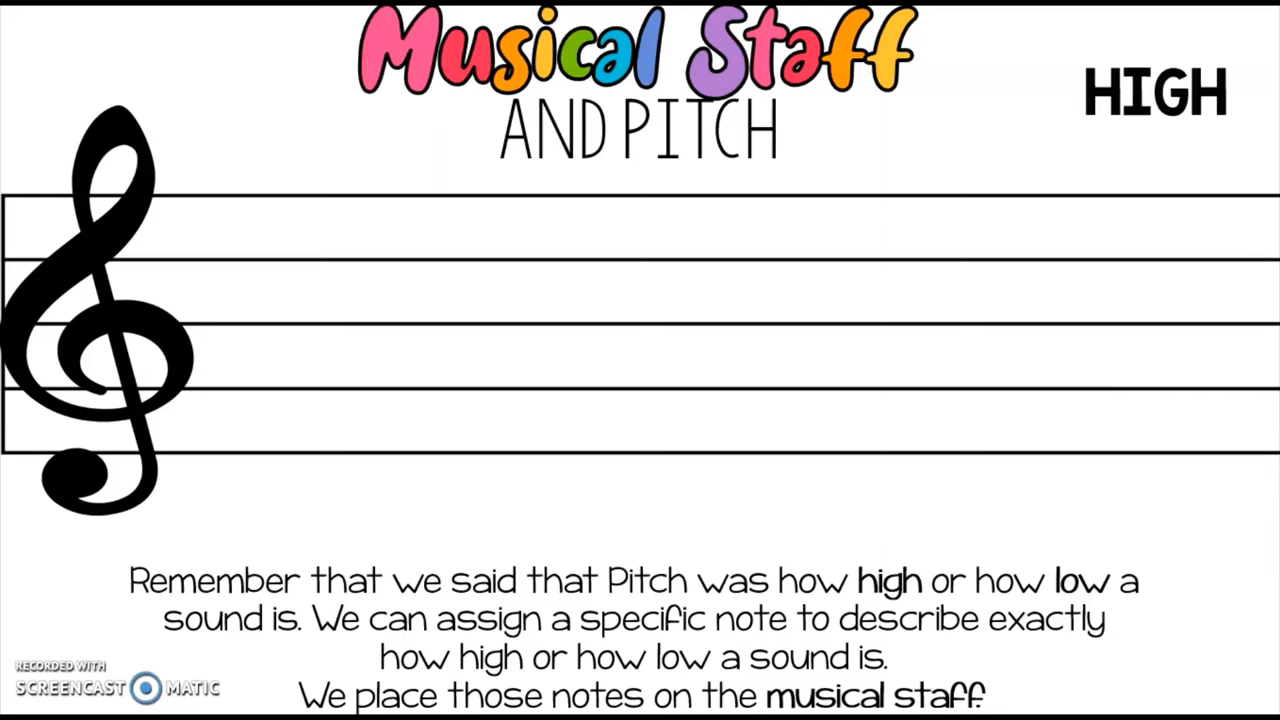 Musical Staff
AND PITCH
HIGH
Remember that we said that Pitch was how high or how low a
sound is. We can assign a specific note to describe exactly
how high or how low a sound is.
We place those notes on the musical staff.
RECORDED WITH
SCREENCAST MATIC